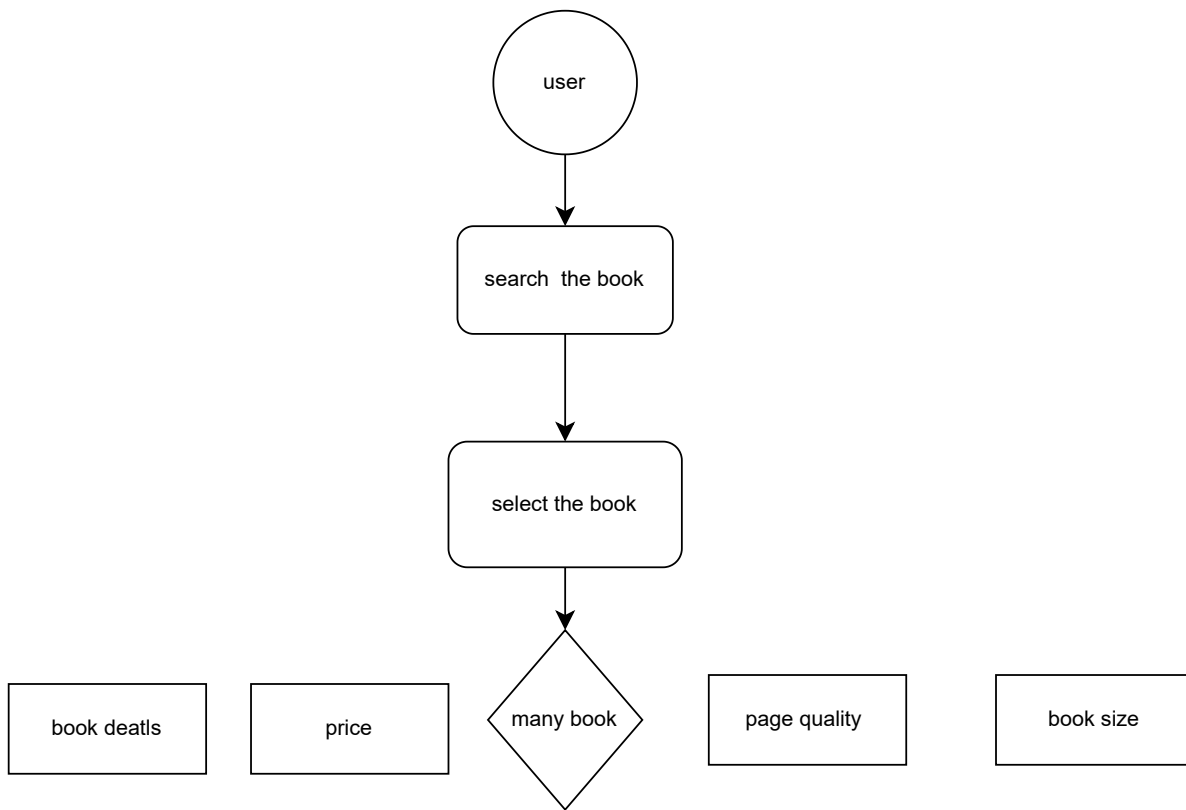 user
search  the book
select the book
many book
book deatls
price
page quality
book size